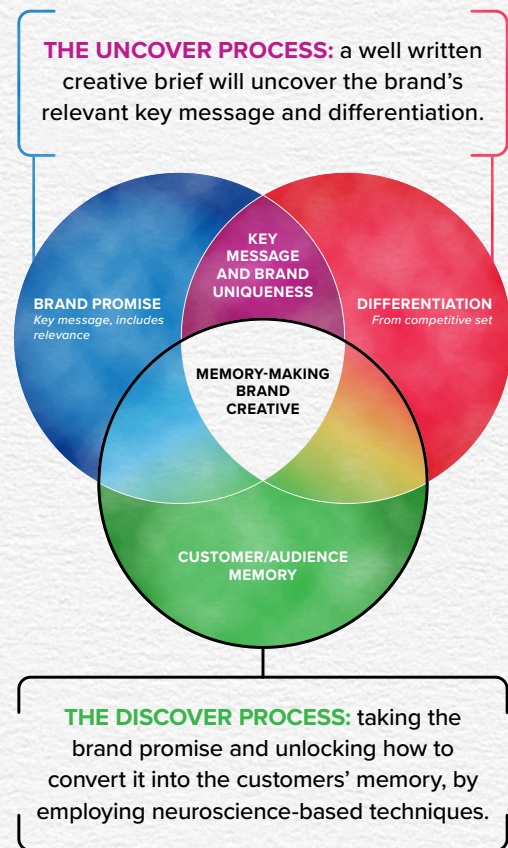 THE UNCOVER PROCESS: a well written
creative brief will uncover the brand’s
relevant key message and differentiation.
KEY
MESSAGE
AND BRAND
UNIQUENESS
BRAND PROMISE
Key message, includes
relevance
DIFFERENTIATION
From competitive set
MEMORY-MAKING
BRAND
CREATIVE
CUSTOMER/AUDIENCE
MEMORY
THE DISCOVER PROCESS: taking the
brand promise and unlocking how to
convert it into the customers’ memory, by
employing neuroscience-based techniques.